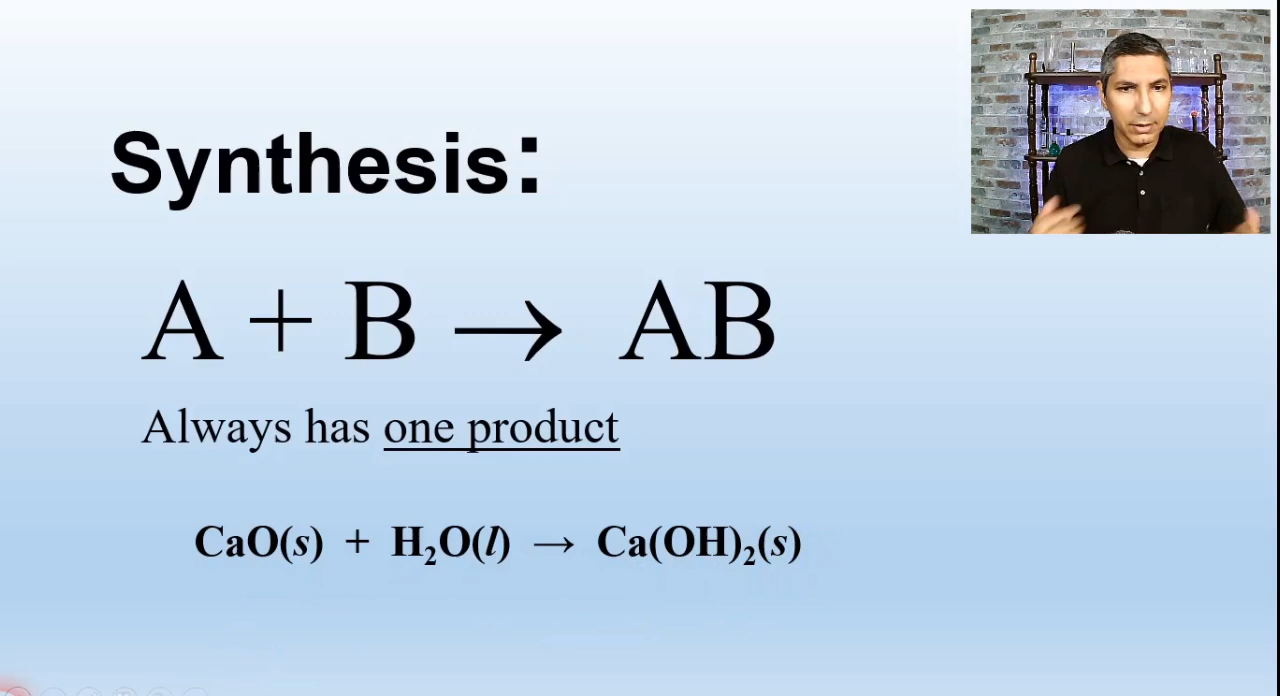 Synthesis:
A + B → AB
Always has one product
CaO(s) + H₂O(l) → Ca(OH)₂(s)